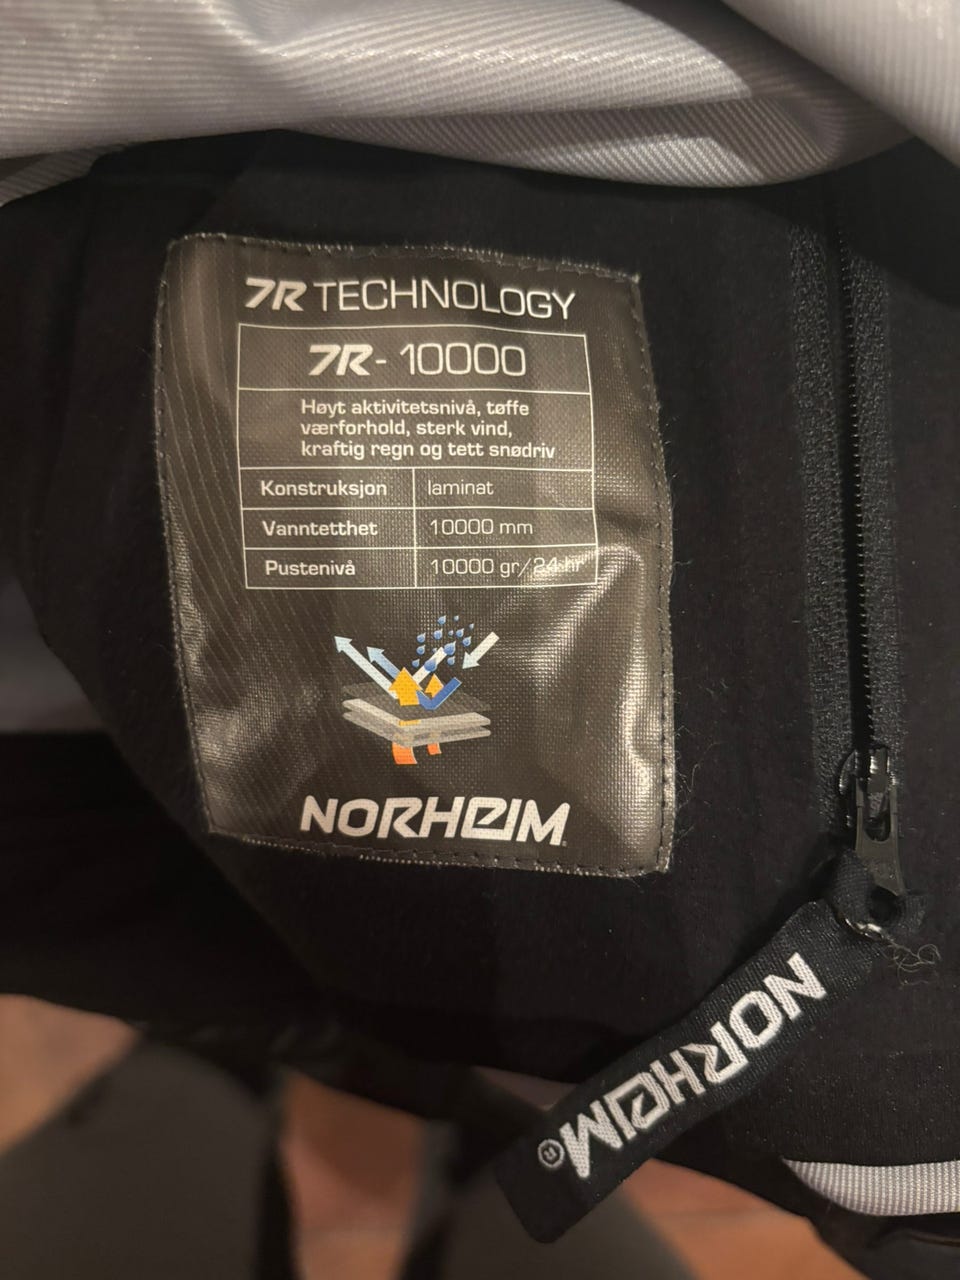 7R TECHNOLOGY
7R- 10000
Høyt aktivitetsnivå, tøffe
værforhold, sterk vind,
kraftig regn og tett snødriv
Konstruksjon laminat
Vanntetthet 10000 mm
Pustenivå 10000 gr/24 hr
NORHEIM
NORHEIM®